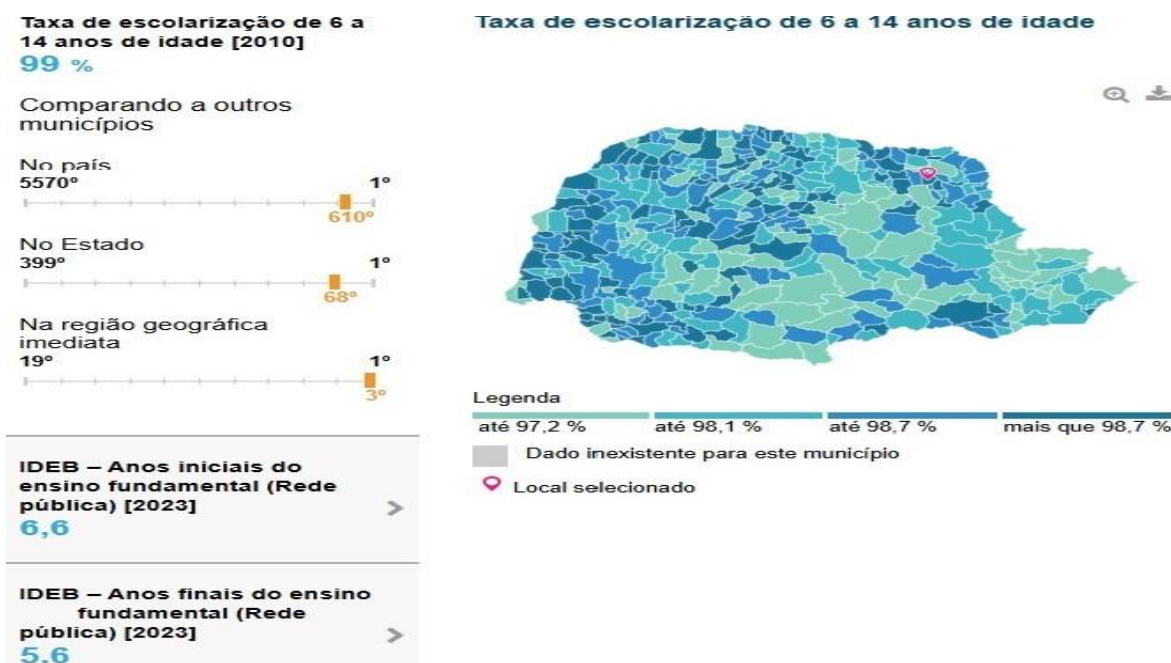 Taxa de escolarização de 6 a
14 anos de idade [2010]
99 %
Comparando a outros
municípios
No país
5570º 1º
610º
No Estado
399º 1º
68º
Na região geográfica
imediata
19º 1º
3º
IDEB – Anos iniciais do
ensino fundamental (Rede
pública) [2023]
6,6
IDEB – Anos finais do ensino
fundamental (Rede
pública) [2023]
5,6
Taxa de escolarização de 6 a 14 anos de idade
Legenda
até 97,2 % até 98,1 % até 98,7 % mais que 98,7 %
Dado inexistente para este município
Local selecionado